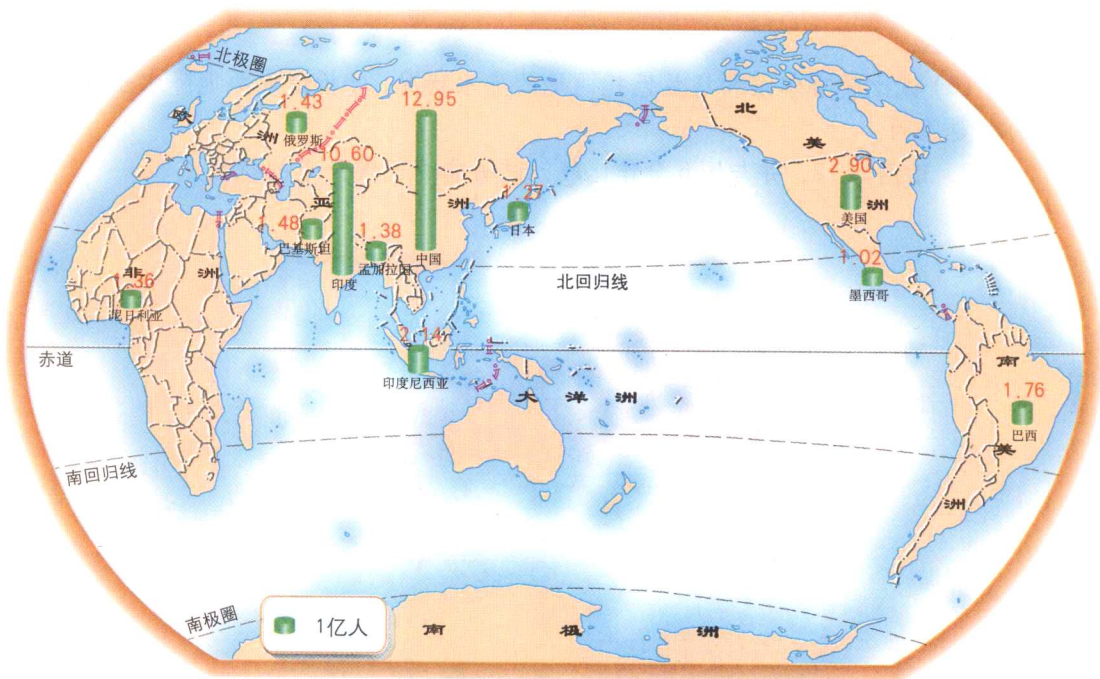 北极圈
欧
洲
1.43
俄罗斯
12.95
中国
10.60
印度
亚
洲
1.48
巴基斯坦
1.38
孟加拉国
1.27
日本
北
美
洲
2.90
美国
1.02
墨西哥
北回归线
非
洲
1.36
尼日利亚
赤道
2.14
印度尼西亚
大洋洲
南
美
洲
1.76
巴西
南回归线
南极圈
1亿人
南极洲